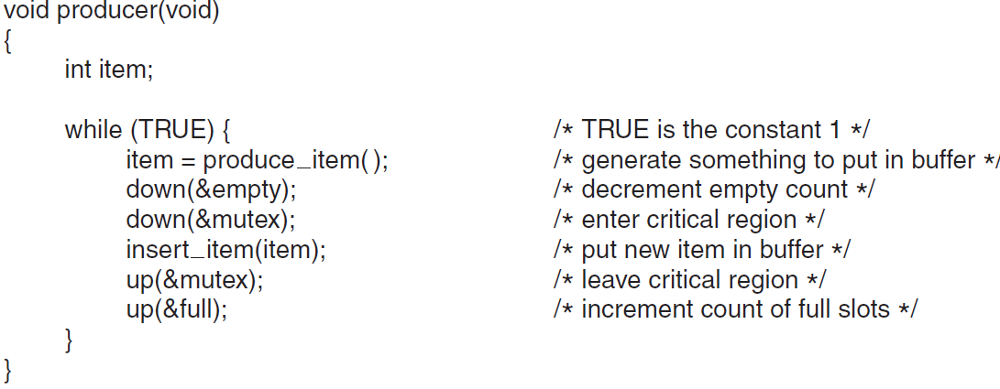 void producer(void)
{
int item;
while (TRUE) { /* TRUE is the constant 1 */
item = produce_item( ); /* generate something to put in buffer */
down(&empty); /* decrement empty count */
down(&mutex); /* enter critical region */
insert_item(item); /* put new item in buffer */
up(&mutex); /* leave critical region */
up(&full); /* increment count of full slots */
}
}